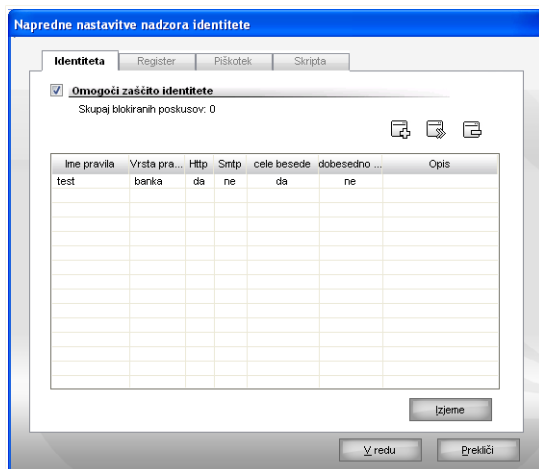 Napredne nastavitve nadzora identitete
Identiteta Register Piškotek Skripta
Omogoči zaščito identitete
Skupaj blokiranih poskusov: 0
Ime pravila Vrsta pra... Http Smtp cele besede dobesedno ... Opis
test banka da ne da ne
Izjeme
V redu Prekliči